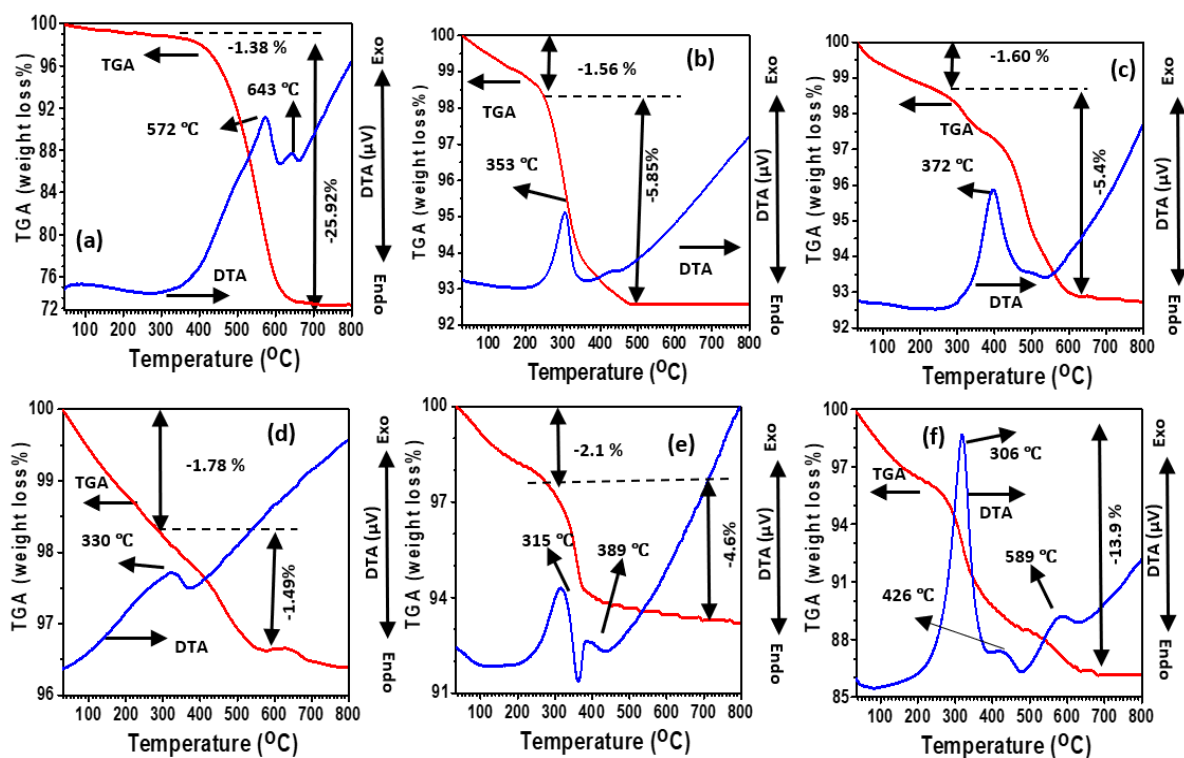 TGA (weight loss%)
100
96
92
88
84
80
76
72
-1.38 %
TGA
643 ℃
572 ℃
-25.92%
(a)
DTA
100 200 300 400 500 600 700 800
Temperature (ºC)
Exo
DTA (µV)
Endo
TGA (weight loss%)
100
99
98
97
96
95
94
93
92
-1.56 %
(b)
TGA
353 ℃
-5.85%
DTA
100 200 300 400 500 600 700 800
Temperature (ºC)
Exo
DTA (µV)
Endo
TGA (weight loss%)
100
99
98
97
96
95
94
93
92
-1.60 %
(c)
TGA
372 ℃
-5.4%
DTA
100 200 300 400 500 600 700 800
Temperature (ºC)
Exo
DTA (µV)
Endo
TGA (weight loss%)
100
99
98
97
96
(d)
-1.78 %
TGA
330 ℃
-1.49%
DTA
100 200 300 400 500 600 700 800
Temperature (ºC)
Exo
DTA (µV)
Endo
TGA (weight loss%)
100
97
94
91
(e)
-2.1 %
TGA
315 ℃
389 ℃
-4.6%
DTA
100 200 300 400 500 600 700 800
Temperature (ºC)
Exo
DTA (µV)
Endo
TGA (weight loss%)
100
97
94
91
88
85
(f)
306 ℃
TGA
DTA
589 ℃
426 ℃
-13.9 %
100 200 300 400 500 600 700 800
Temperature (ºC)
Exo
DTA (µV)
Endo